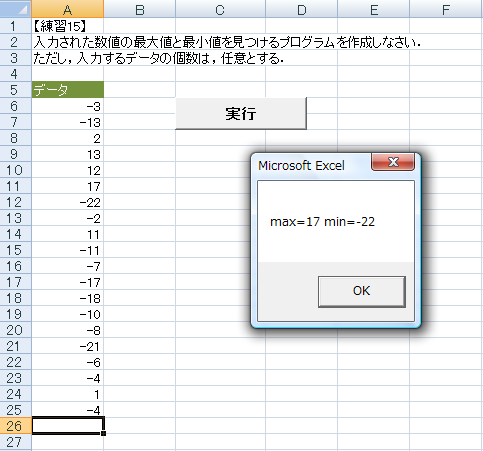 A B C D E F
1 【練習15】
2 入力された数値の最大値と最小値を見つけるプログラムを作成しなさい.
3 ただし, 入力するデータの個数は, 任意とする.
4
5 データ
6 -3
実行
7 -13
8 2
9 13
Microsoft Excel
10 12
11 17
12 -22
13 -2
max=17 min=-22
14 11
15 -11
16 -7
17 -17
OK
18 -18
19 -10
20 -8
21 -21
22 -6
23 -4
24 1
25 -4
26
27